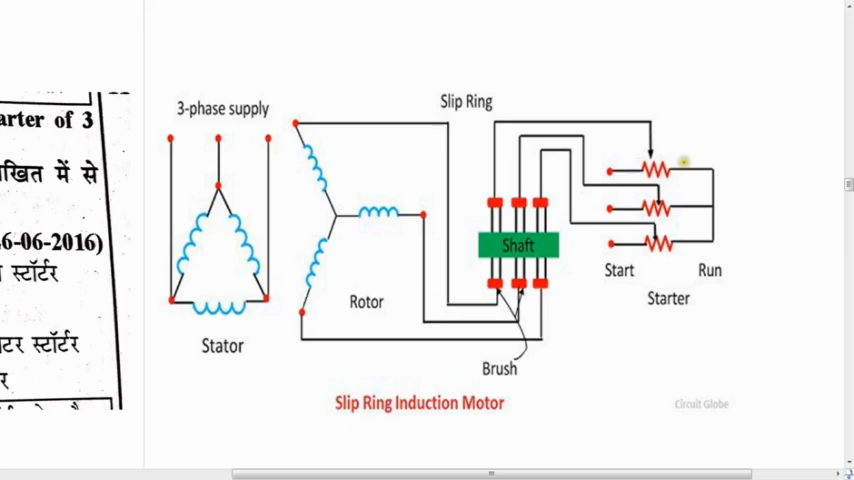 arter of 3
खित में से
6-06-2016)
स्टॉर्टर
टर स्टॉर्टर
र
3-phase supply
Slip Ring
Shaft
Start
Run
Starter
Rotor
Stator
Brush
Slip Ring Induction Motor
Circuit Globe